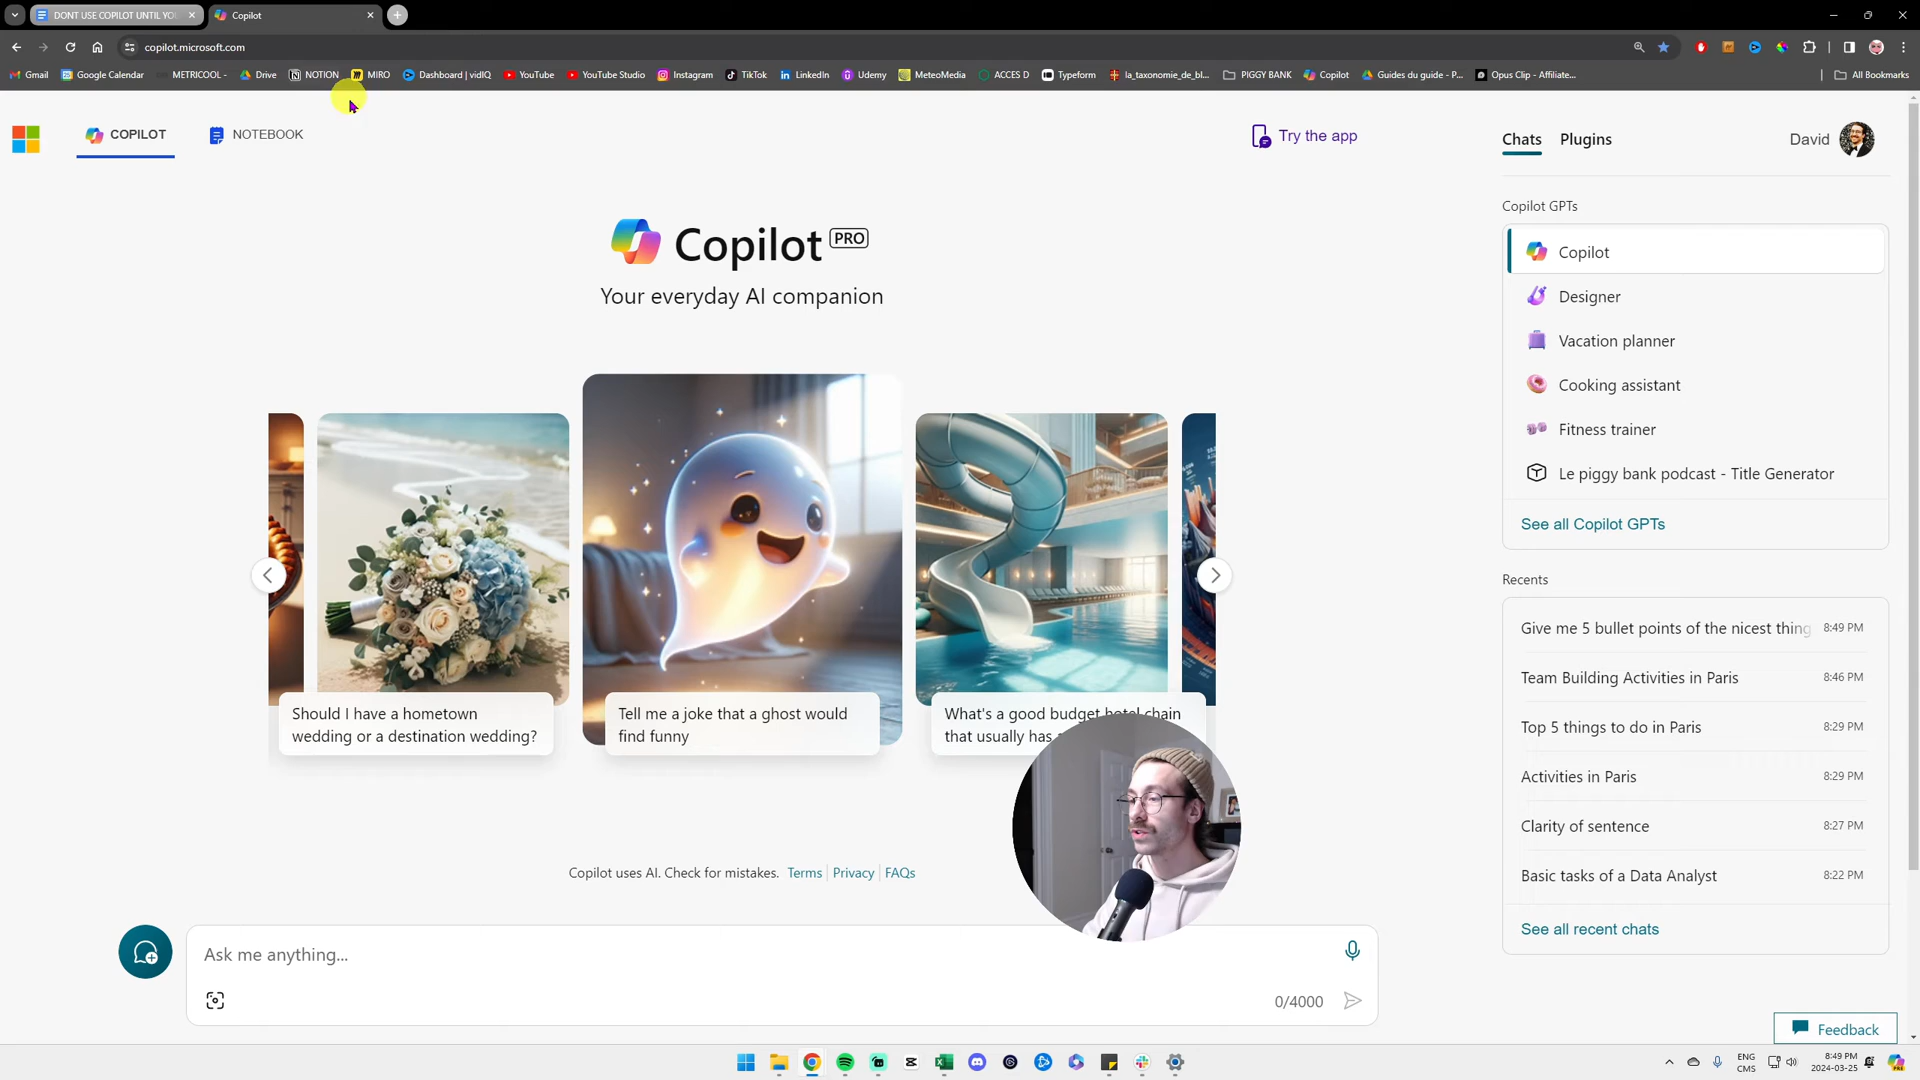 DONT USE COPILOT UNTIL YO
Copilot
copilot.microsoft.com
Gmail
Google Calendar
METRICOOL -
Drive
NOTION
MIRO
Dashboard | vidIQ
YouTube
YouTube Studio
Instagram
TikTok
LinkedIn
Udemy
MeteoMedia
ACCES D
Typeform
la_taxonomie_de_bl...
PIGGY BANK
Copilot
Guides du guide - P...
Opus Clip - Affiliate...
All Bookmarks
COPILOT
NOTEBOOK
Try the app
Chats
Plugins
David
Copilot PRO
Your everyday AI companion
Should I have a hometown
wedding or a destination wedding?
Tell me a joke that a ghost would
find funny
What's a good budget hotel chain
that usually has
Copilot uses AI. Check for mistakes.
Terms
Privacy
FAQs
Ask me anything...
0/4000
Copilot GPTs
Copilot
Designer
Vacation planner
Cooking assistant
Fitness trainer
Le piggy bank podcast - Title Generator
See all Copilot GPTs
Recents
Give me 5 bullet points of the nicest thing
8:49 PM
Team Building Activities in Paris
8:46 PM
Top 5 things to do in Paris
8:29 PM
Activities in Paris
8:29 PM
Clarity of sentence
8:27 PM
Basic tasks of a Data Analyst
8:22 PM
See all recent chats
Feedback
ENG
CMS
8:49 PM
2024-03-25